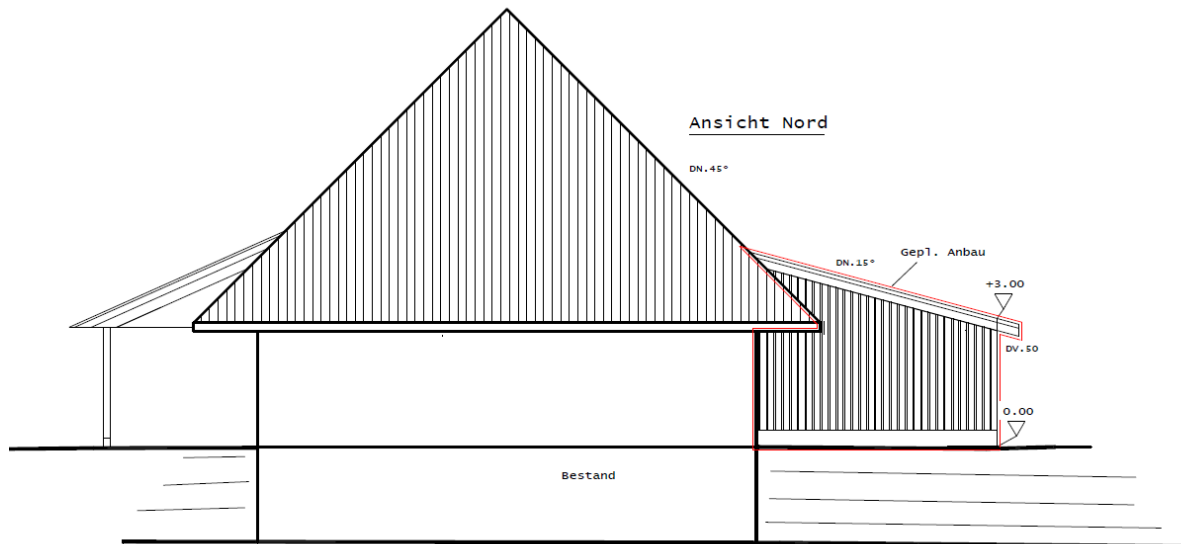 Ansicht Nord
DN.45°
Gepl. Anbau
DN.15°
+3.00
DV.50
0.00
Bestand